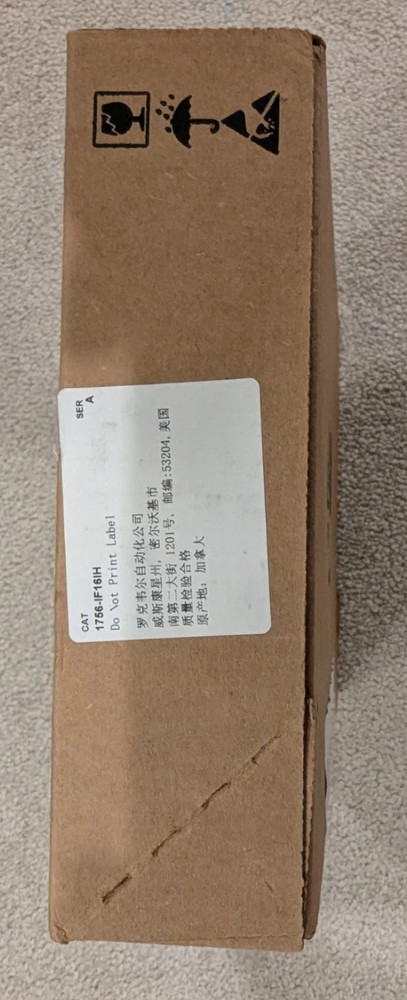 CAT
SER
1756-IF16IH
A
Do Not Print Label
罗克韦尔自动化公司
威斯康星州, 密尔沃基市
南第二大街 1201号, 邮编:53204, 美国
质量检验合格
原产地: 加拿大